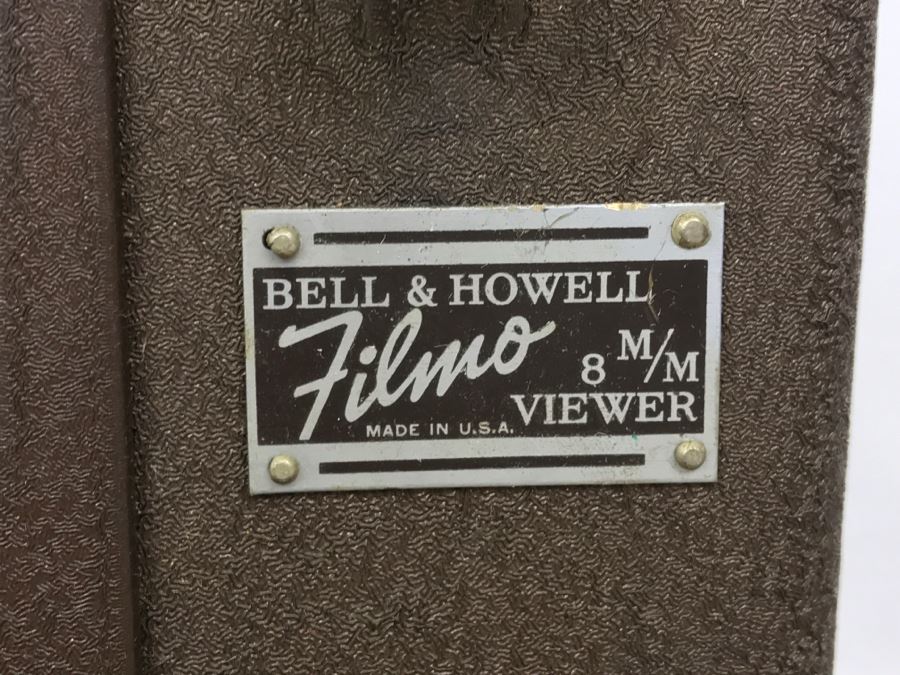 BELL & HOWELL
Filmo
8 M/M
VIEWER
MADE IN U.S.A.